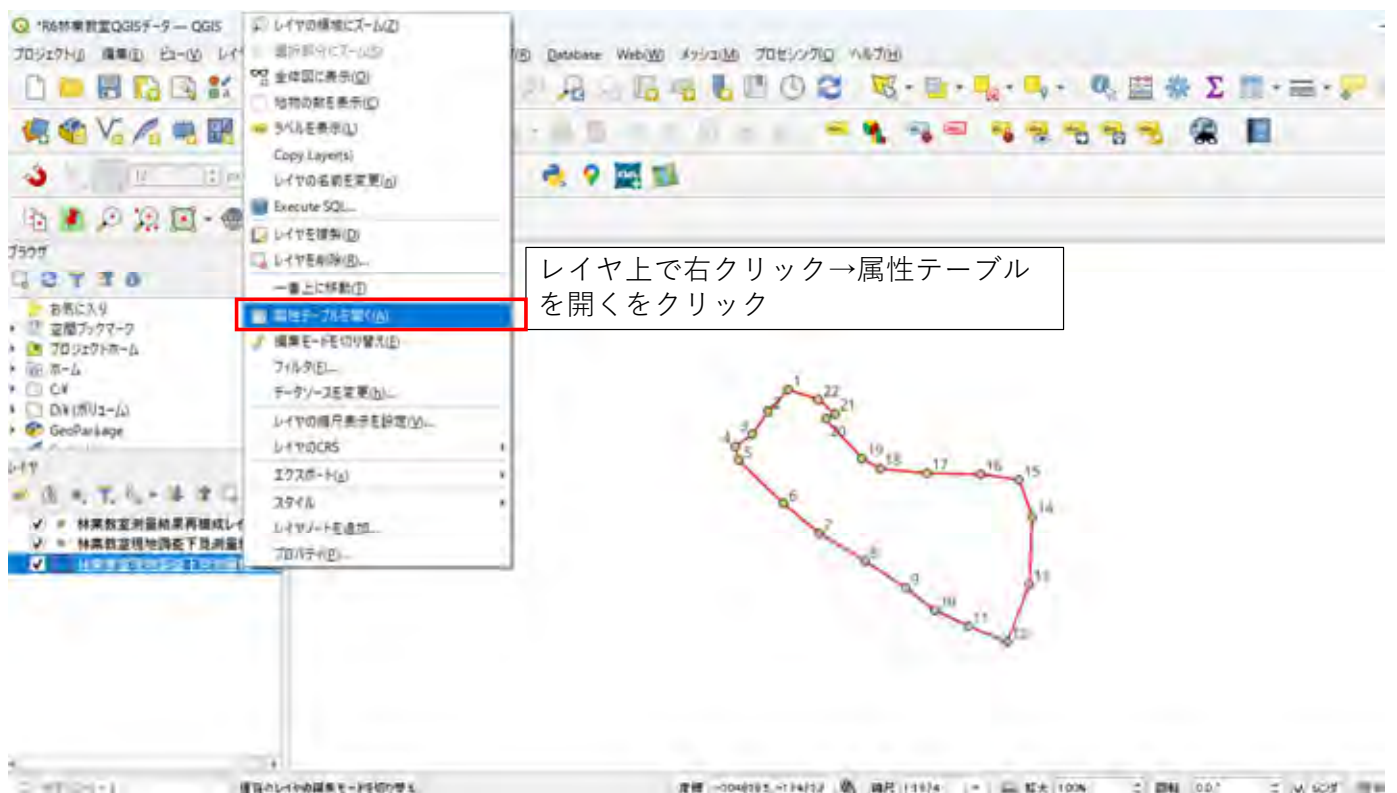 *R6林業教室QGISデーター — QGIS
プロジェクト(J) 編集(E) ビュー(V)
Database Web(W) メッシュ(M) プロセシング(C) ヘルプ(H)
レイヤの領域にズーム(Z)
選択部分にズーム(S)
全体図に表示(O)
地物の数を表示(C)
ラベルを表示(L)
Copy Layer(s)
レイヤの名前を変更(n)
Execute SQL...
レイヤを複製(D)
レイヤを削除(R)...
一番上に移動(T)
属性テーブルを開く(A)
編集モードを切り替え(E)
フィルタ(F)...
データソースを変更(h)...
レイヤの縮尺表示を設定(V)...
レイヤのCRS
エクスポート(x)
スタイル
レイヤノートを追加...
プロパティ(P)...
レイヤ上で右クリック→属性テーブル
を開くをクリック
ブラウザ
お気に入り
空間ブックマーク
プロジェクトホーム
ホーム
C:¥
D:¥ (ボリューム)
GeoPackage
レイヤ
林業教室測量結果再構成レイ
林業教室現地調査下見測量
1
22
2
21
3
20
4
5
19
18
17
16
15
6
14
7
8
13
9
10
11
12
現在のレイヤの編集モードを切り替え
座標
縮尺
拡大 100%
回転 0.0°